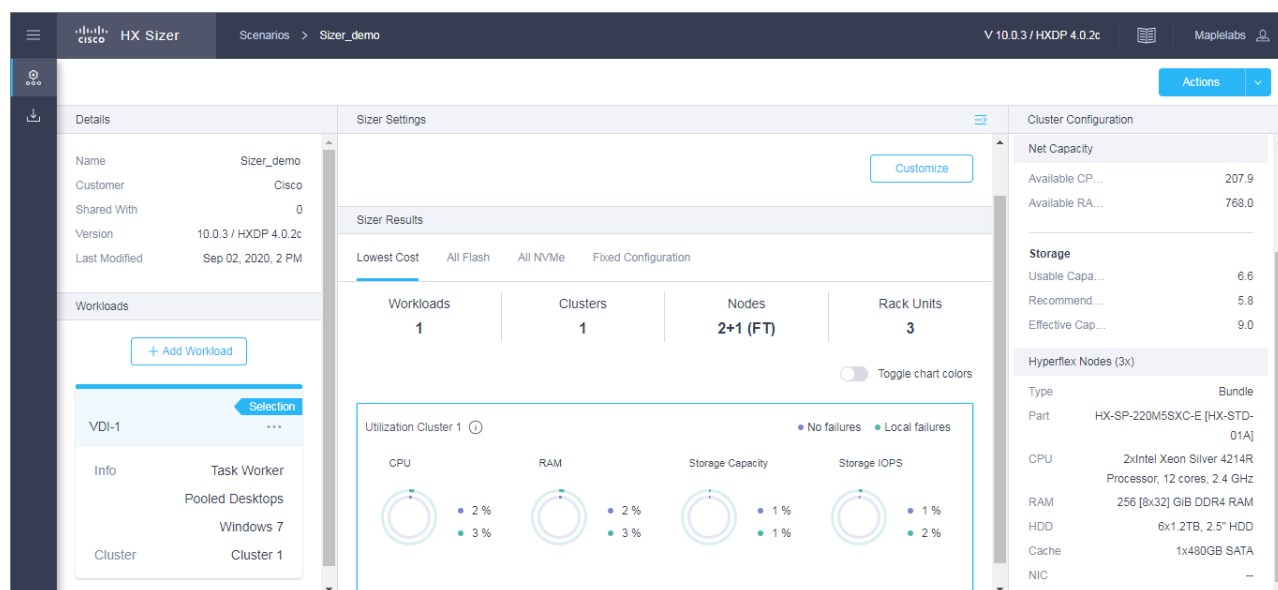 cisco HX Sizer Scenarios > Sizer_demo V 10.0.3 / HXDP 4.0.2c Maplelabs
Actions
Details
Name Sizer_demo
Customer Cisco
Shared With 0
Version 10.0.3 / HXDP 4.0.2c
Last Modified Sep 02, 2020, 2 PM
Workloads
+ Add Workload
Selection
VDI-1 ...
Info Task Worker
Pooled Desktops
Windows 7
Cluster Cluster 1
Sizer Settings
Customize
Sizer Results
Lowest Cost All Flash All NVMe Fixed Configuration
Workloads Clusters Nodes Rack Units
1 1 2+1 (FT) 3
Toggle chart colors
Utilization Cluster 1 No failures Local failures
CPU RAM Storage Capacity Storage IOPS
2 % 2 % 1 % 1 %
3 % 3 % 1 % 2 %
Cluster Configuration
Net Capacity
Available CP... 207.9
Available RA... 768.0
Storage
Usable Capa... 6.6
Recommend... 5.8
Effective Cap... 9.0
Hyperflex Nodes (3x)
Type Bundle
Part HX-SP-220M5SXC-E [HX-STD-
01A]
CPU 2xIntel Xeon Silver 4214R
Processor, 12 cores, 2.4 GHz
RAM 256 [8x32] GiB DDR4 RAM
HDD 6x1.2TB, 2.5" HDD
Cache 1x480GB SATA
NIC --